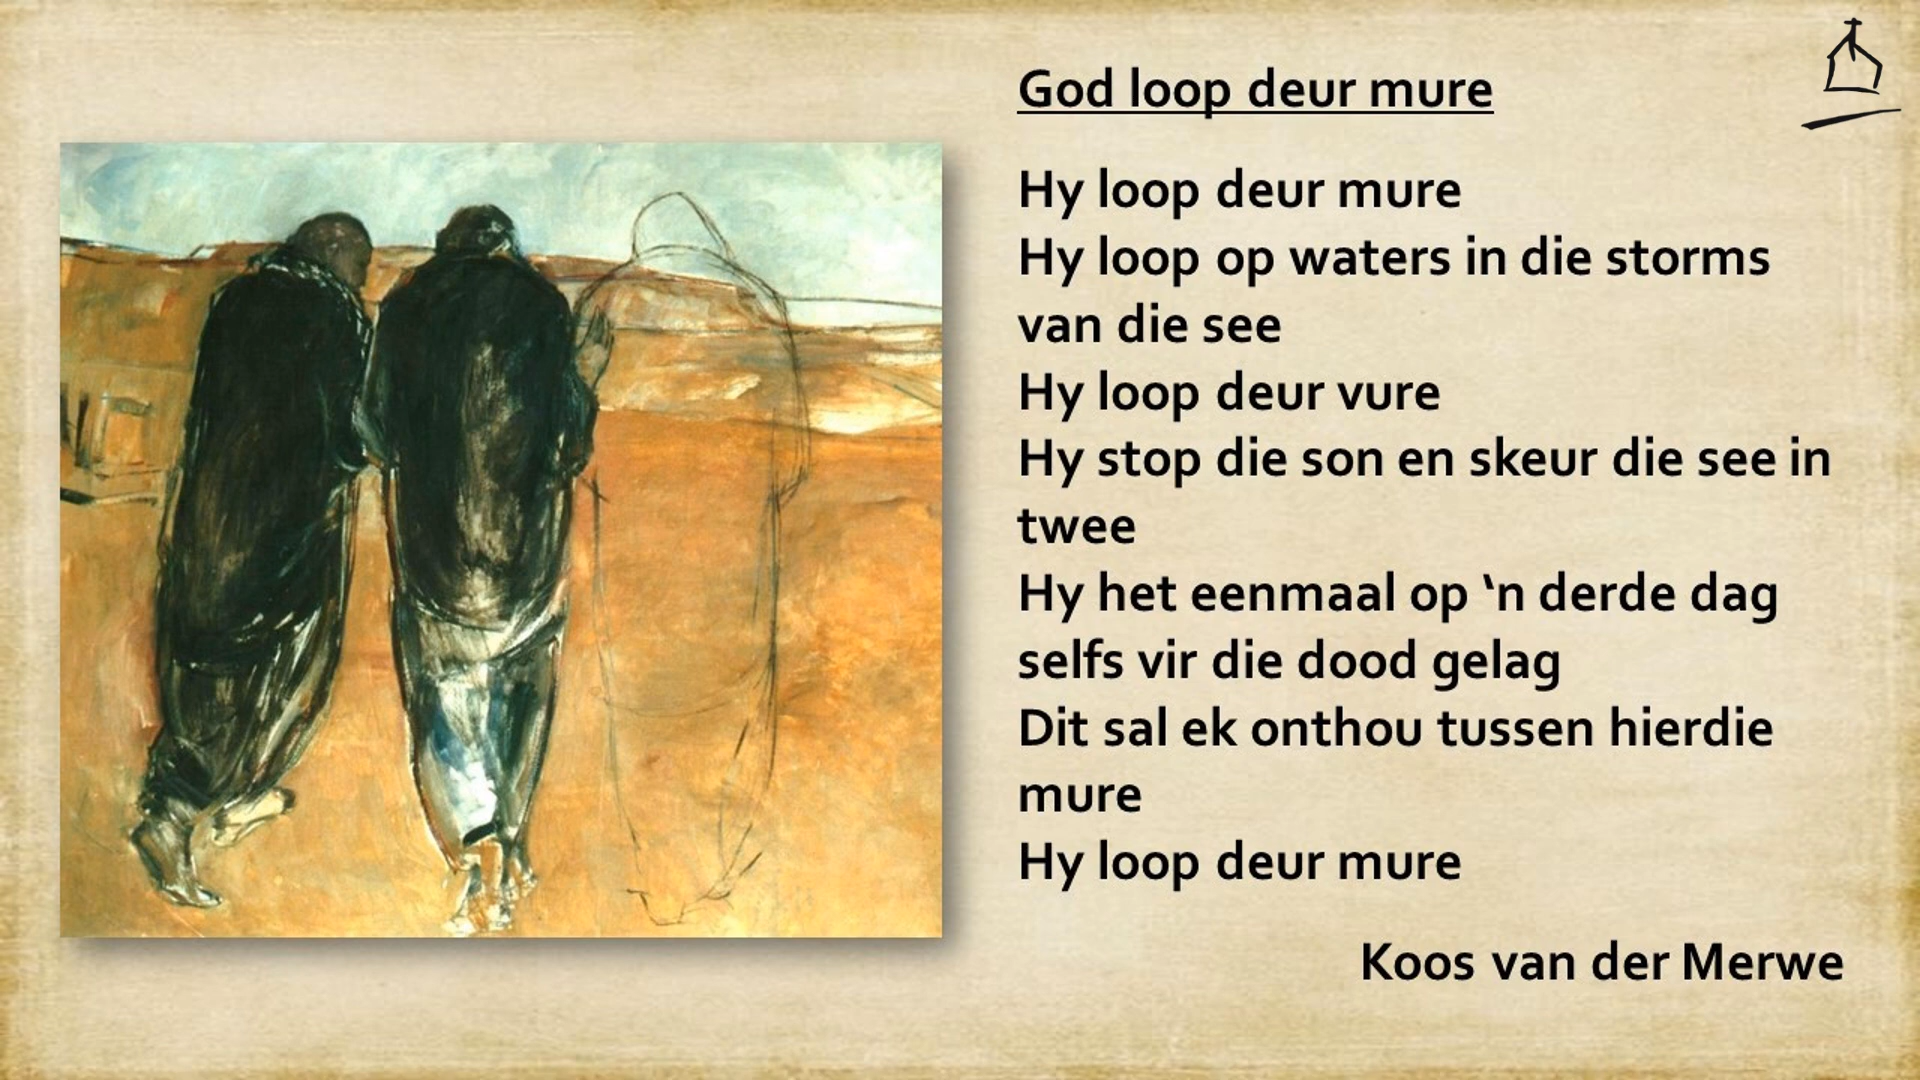 God loop deur mure
Hy loop deur mure
Hy loop op waters in die storms
van die see
Hy loop deur vure
Hy stop die son en skeur die see in
twee
Hy het eenmaal op ‘n derde dag
selfs vir die dood gelag
Dit sal ek onthou tussen hierdie
mure
Hy loop deur mure
Koos van der Merwe